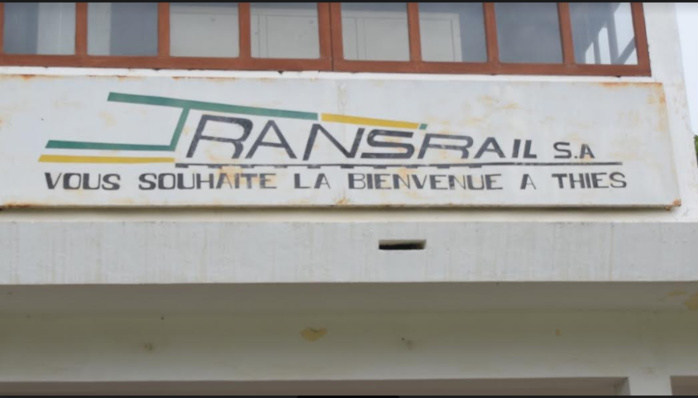 TRANSRAIL S.A
VOUS SOUHAITE LA BIENVENUE A THIES